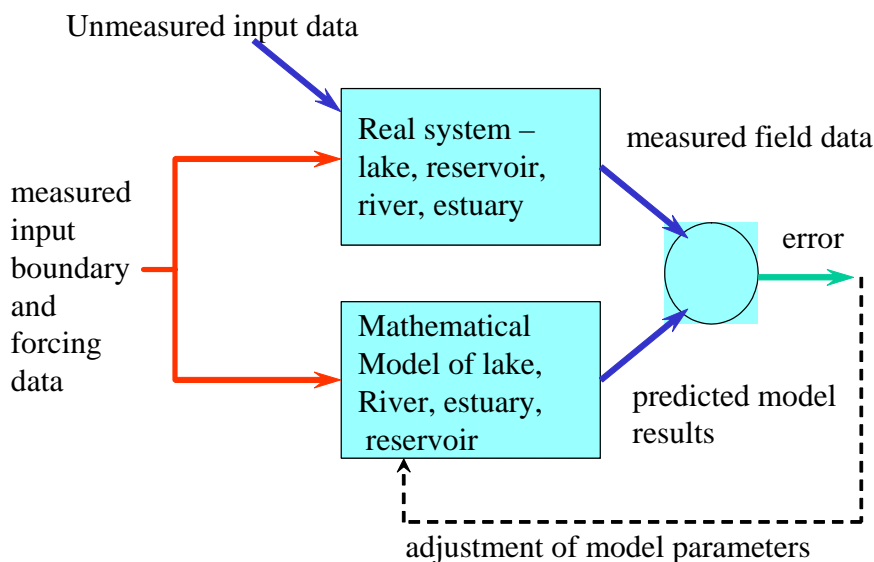 Unmeasured input data
Real system –
lake, reservoir,
river, estuary
measured field data
measured
input
boundary
and
forcing
data
error
Mathematical
Model of lake,
River, estuary,
reservoir
predicted model
results
adjustment of model parameters